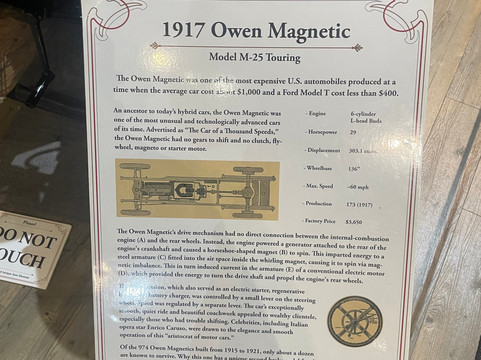 1917 Owen Magnetic
Model M-25 Touring
The Owen Magnetic was one of the most expensive U.S. automobiles produced at a
time when the average car cost about $1,000 and a Ford Model T cost less than $400.
An ancestor to today's hybrid cars, the Owen Magnetic was
one of the most unusual and technologically advanced cars
of its time. Advertised as "The Car of a Thousand Speeds,"
the Owen Magnetic had no gears to shift and no clutch, fly-
wheel, magneto or starter motor.
· Engine 6-cylinder
L-head Buda
· Horsepower 29
· Displacement 303.1
· Wheelbase 136"
· Max. Speed ~60 mph
· Production 173 (1917)
· Factory Price $3,650
The Owen Magnetic's drive mechanism had no direct connection between the internal-combustion
engine (A) and the rear wheels. Instead, the engine powered a generator attached to the rear of the
engine's crankshaft and caused a horseshoe-shaped magnet (B) to spin. This imparted energy to a
steel armature (C) fitted into the air space inside the whirling magnet, causing it to spin via mag-
netic imbalance. This in turn induced current in the armature (E) of a conventional electric motor
(D), which provided the energy to turn the drive shaft and propel the engine's rear wheels.
which also served as an electric starter, regenerative
battery charger, was controlled by a small lever on the steering
speed was regulated by a separate lever. The car's exceptionally
smooth, quiet ride and beautiful coachwork appealed to wealthy clientele,
especially those who had trouble shifting. Celebrities, including Italian
opera star Enrico Caruso, were drawn to the elegance and smooth
operation of this "aristocrat of motor cars."
Of the 974 Owen Magnetics built from 1915 to 1921, only about a dozen
are known to survive. Why this one has a unique
DO NOT
OUCH